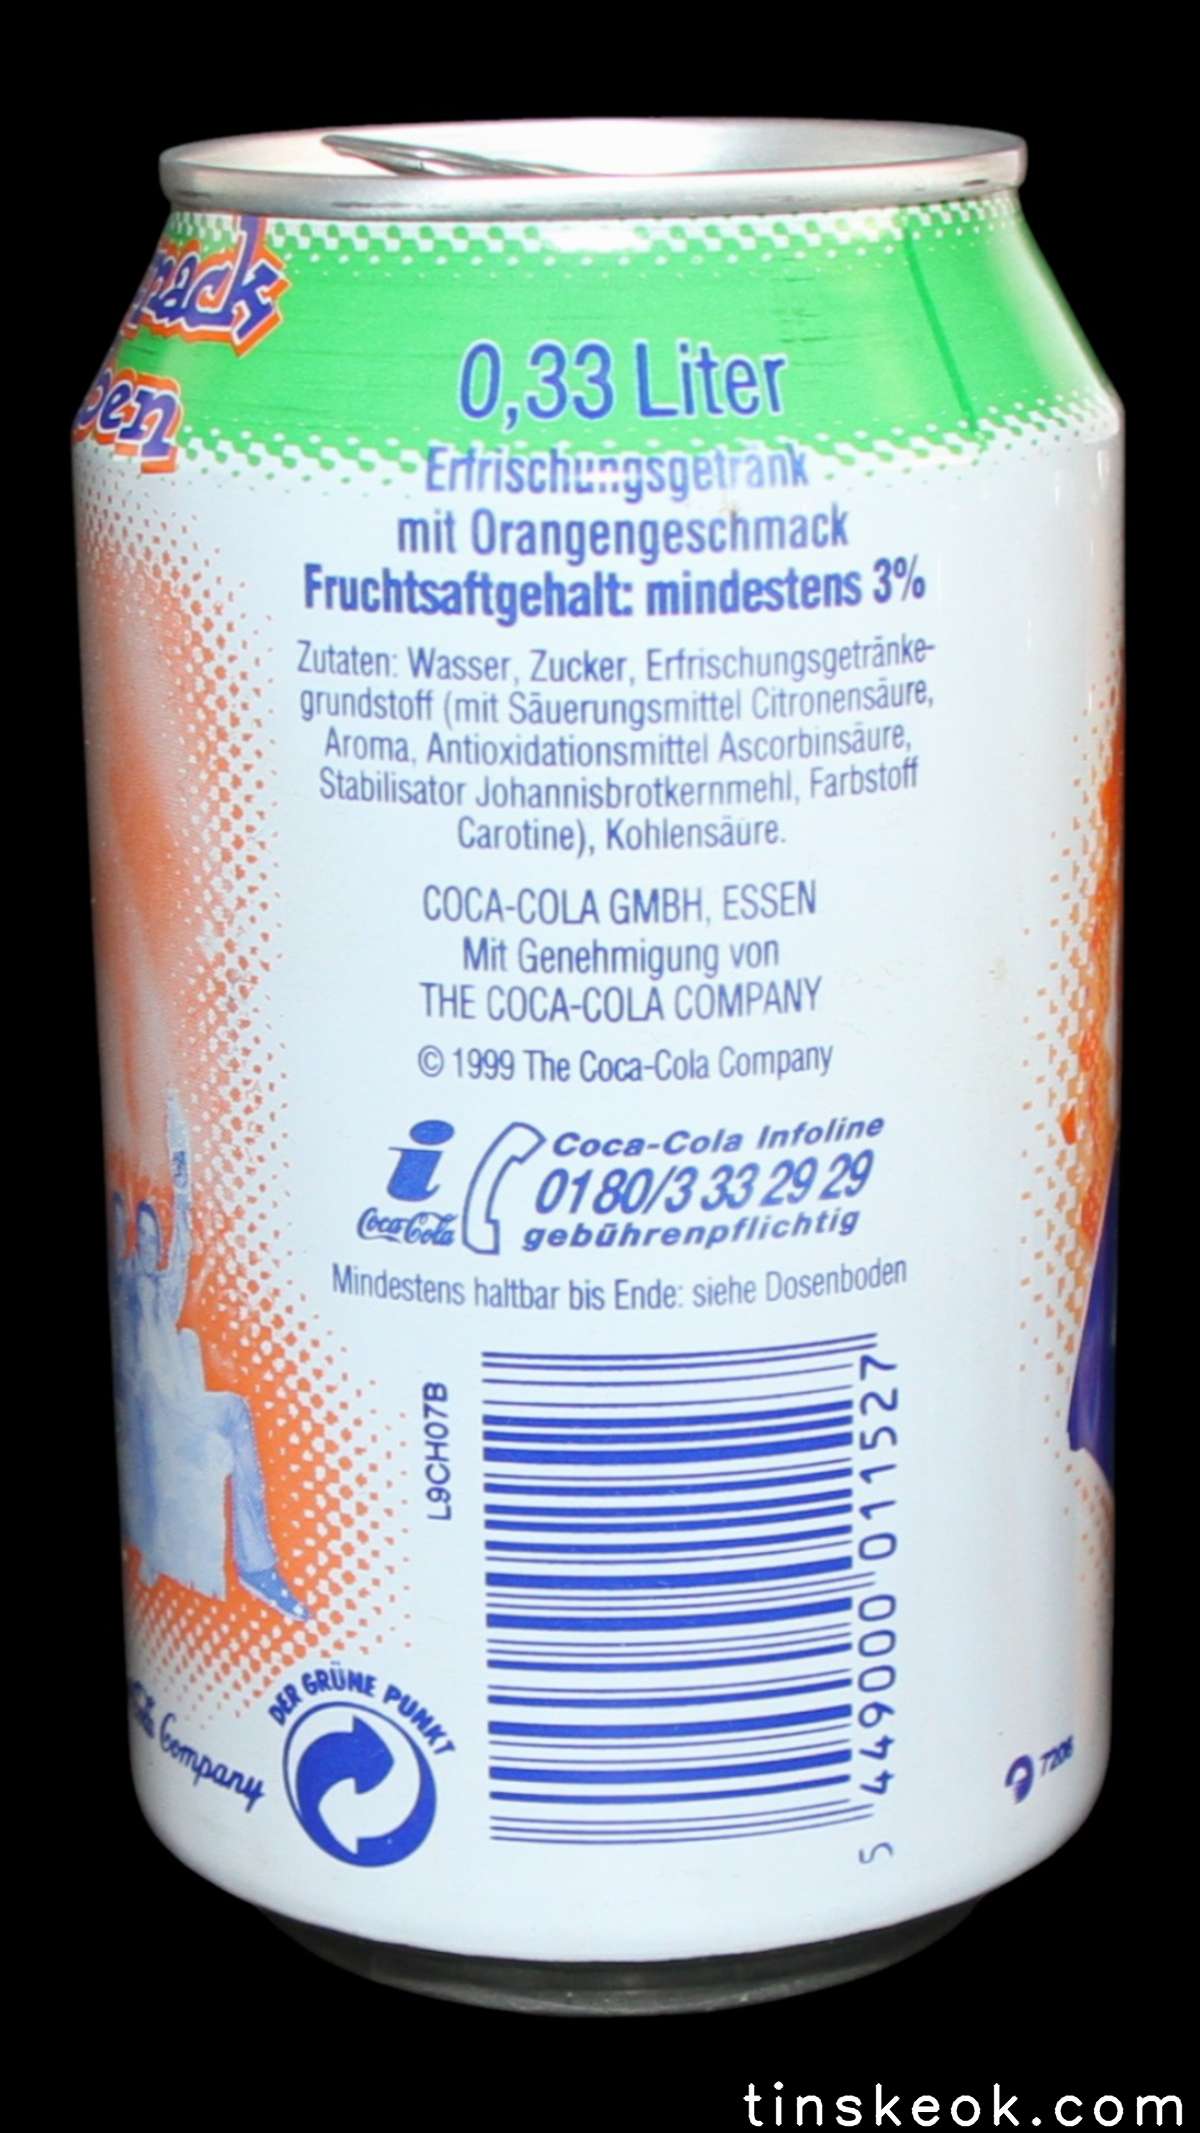 0,33 Liter
Erfrischungsgetränk
mit Orangengeschmack
Fruchtsaftgehalt: mindestens 3%
Zutaten: Wasser, Zucker, Erfrischungsgetränke-
grundstoff (mit Säuerungsmittel Citronensäure,
Aroma, Antioxidationsmittel Ascorbinsäure,
Stabilisator Johannisbrotkernmehl, Farbstoff
Carotine), Kohlensäure.
COCA-COLA GMBH, ESSEN
Mit Genehmigung von
THE COCA-COLA COMPANY
© 1999 The Coca-Cola Company
i
Coca-Cola
Coca-Cola Infoline
0180/3 33 29 29
gebührenpflichtig
Mindestens haltbar bis Ende: siehe Dosenboden
L9CH07B
5 449000 011527
DER GRÜNE PUNKT
Company
tinskeok.com